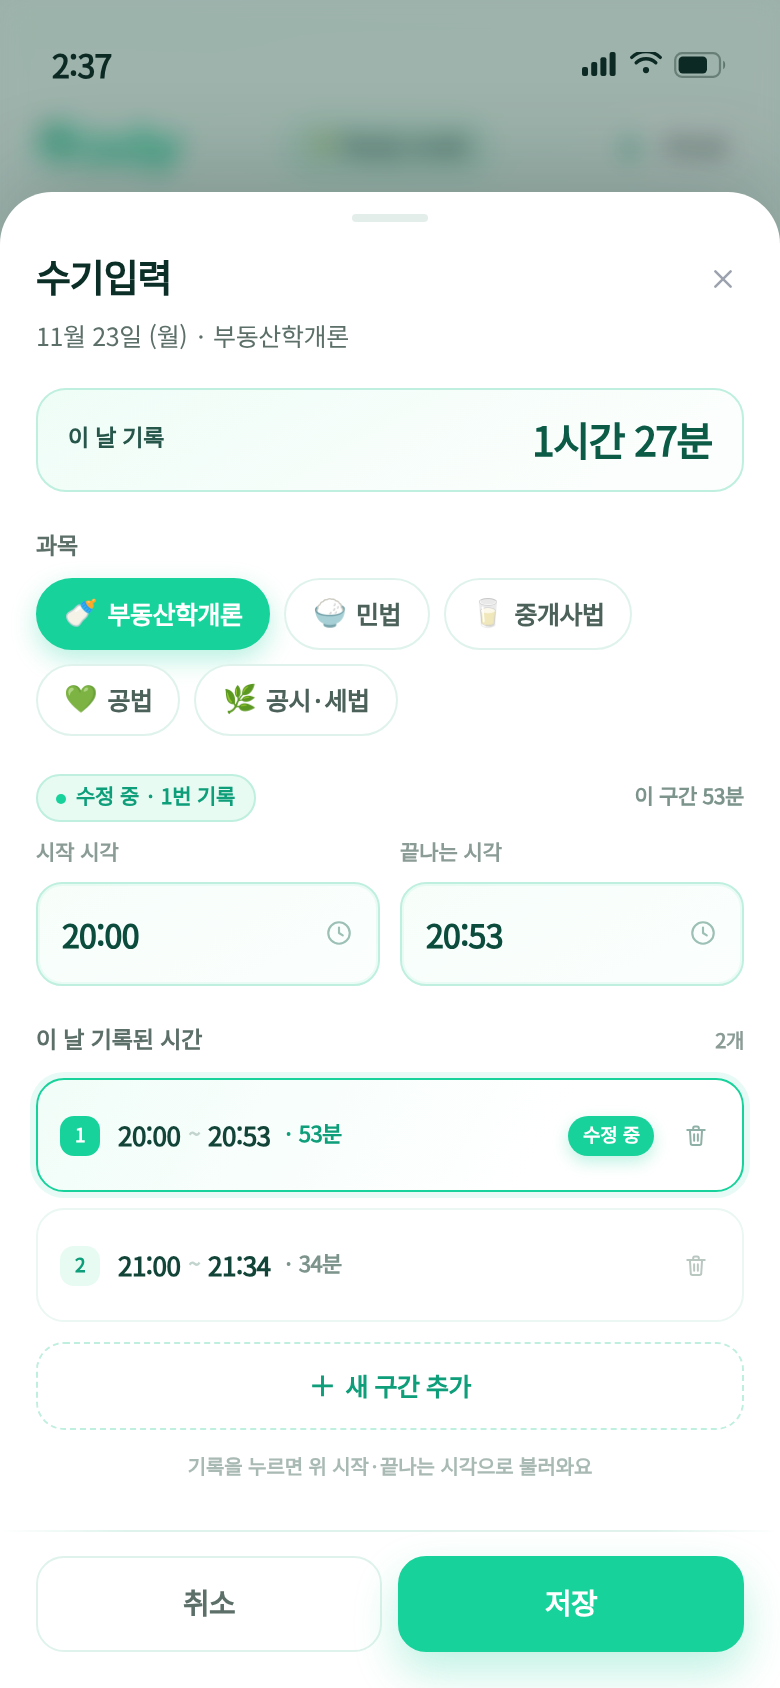 2:37
수기입력
11월 23일 (월) · 부동산학개론
이 날 기록
1시간 27분
과목
부동산학개론
민법
중개사법
공법
공시·세법
수정 중 · 1번 기록
이 구간 53분
시작 시각
끝나는 시각
20:00
20:53
이 날 기록된 시간
2개
1 20:00 ~ 20:53 · 53분 수정 중
2 21:00 ~ 21:34 · 34분
+ 새 구간 추가
기록을 누르면 위 시작·끝나는 시각으로 불러와요
취소
저장